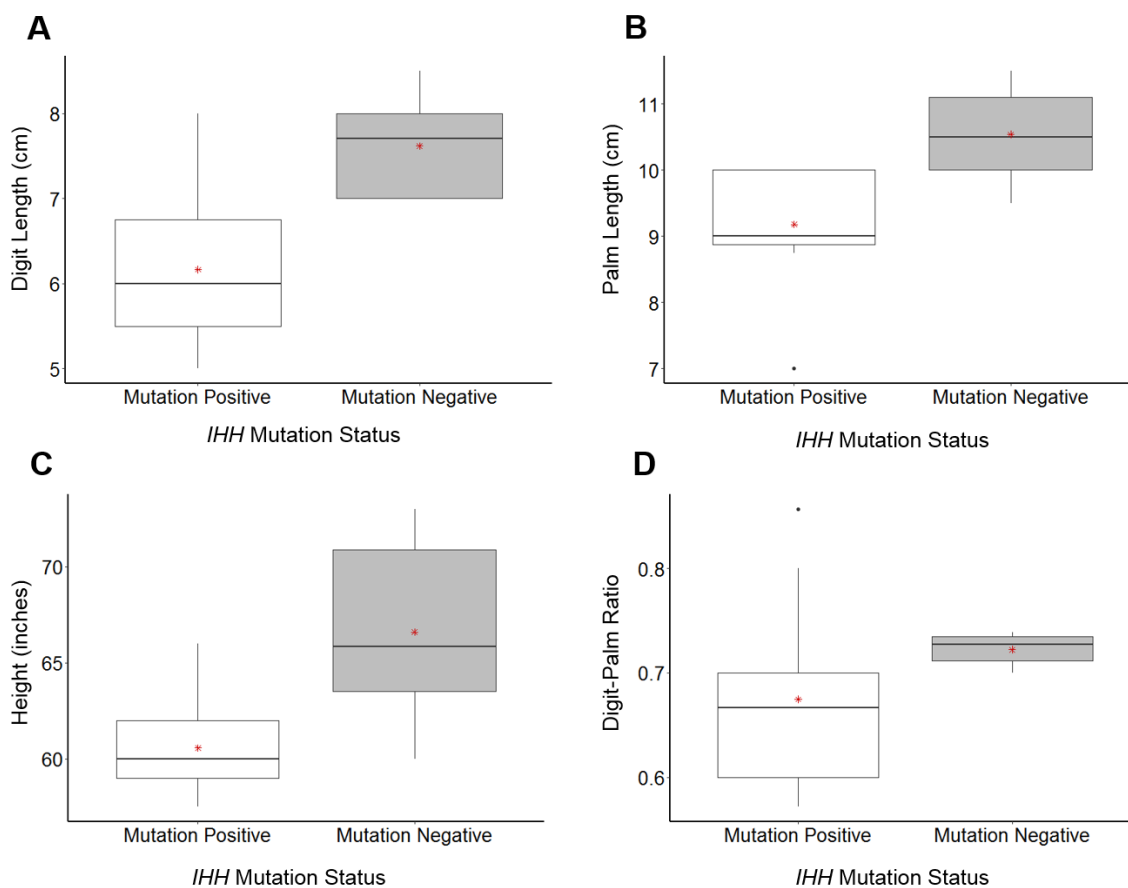 A
Digit Length (cm)
8
7
6
5
Mutation Positive Mutation Negative
IHH Mutation Status
B
Palm Length (cm)
11
10
9
8
7
Mutation Positive Mutation Negative
IHH Mutation Status
C
Height (inches)
70
65
60
Mutation Positive Mutation Negative
IHH Mutation Status
D
Digit-Palm Ratio
0.8
0.7
0.6
Mutation Positive Mutation Negative
IHH Mutation Status